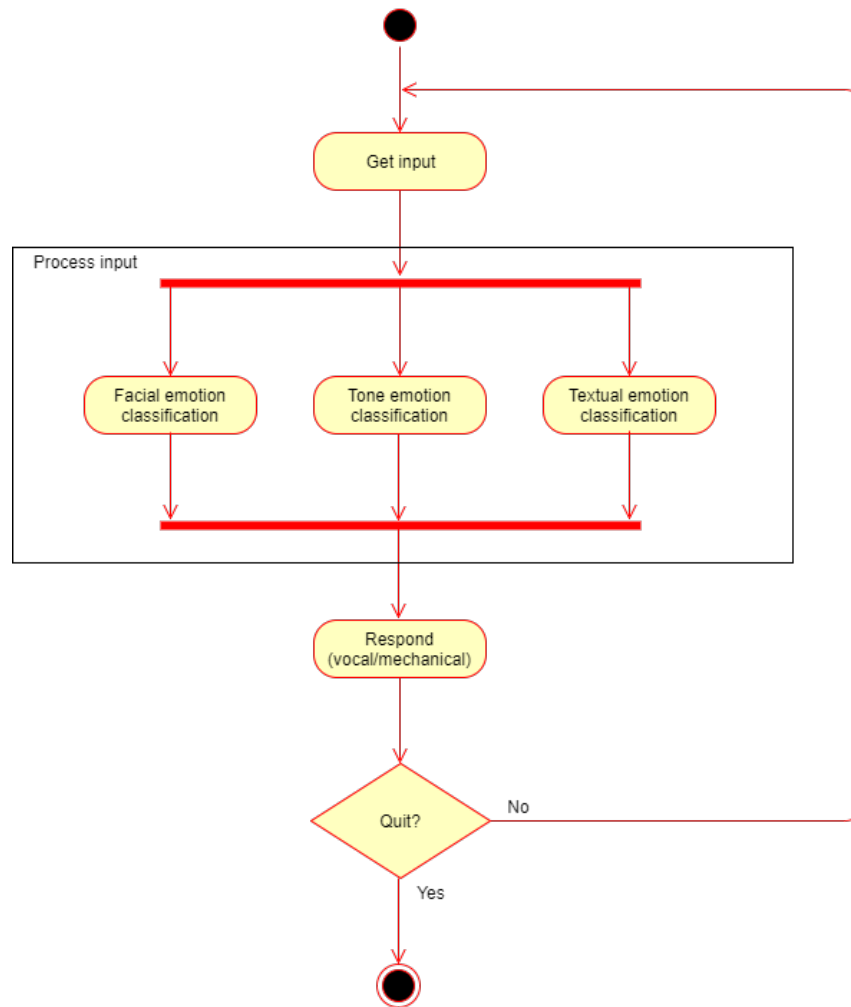 Get input
Process input
Facial emotion
classification
Tone emotion
classification
Textual emotion
classification
Respond
(vocal/mechanical)
Quit?
No
Yes